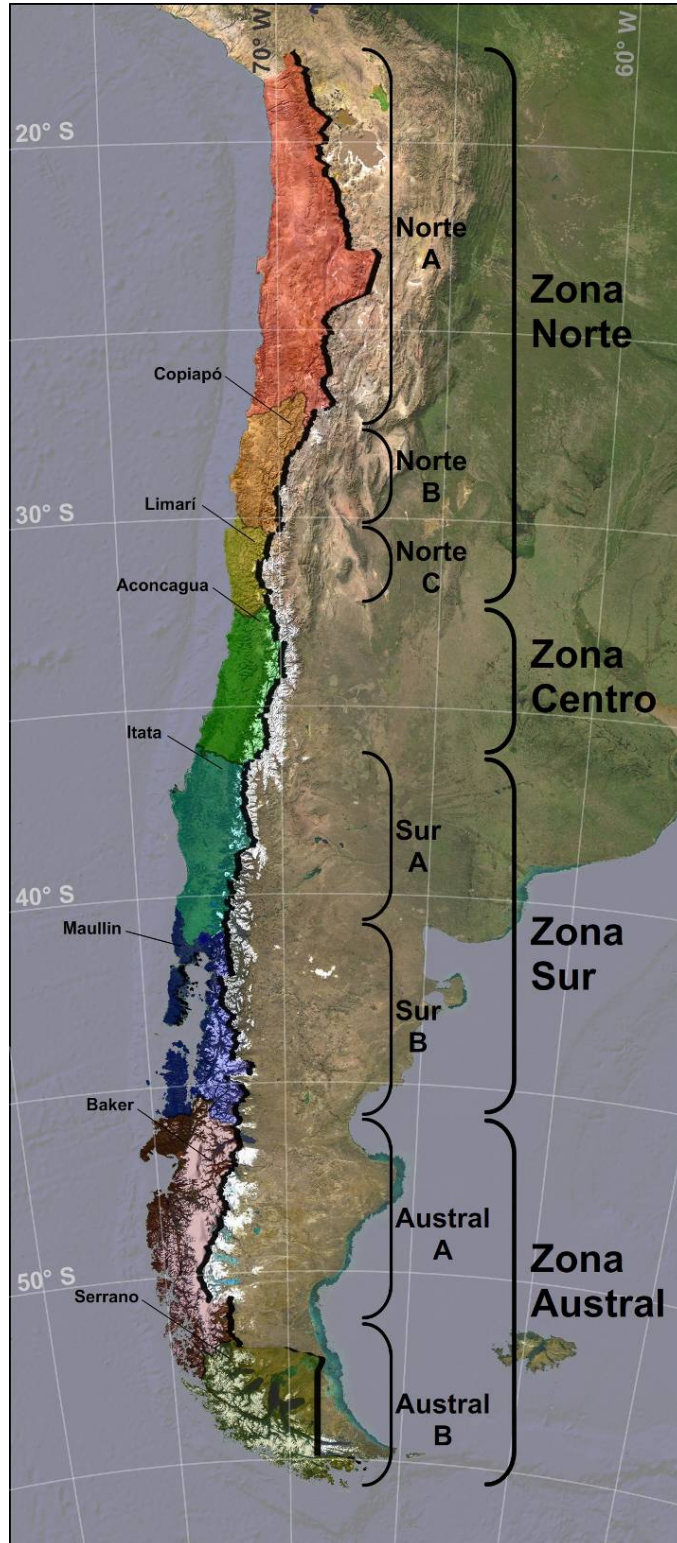 70° W
60° W
20° S
Norte
A
Zona
Norte
Copiapó
Norte
B
30° S
Limarí
Norte
C
Aconcagua
Zona
Centro
Itata
Sur
A
40° S
Maullin
Zona
Sur
Sur
B
Baker
Austral
A
50° S
Zona
Austral
Serrano
Austral
B